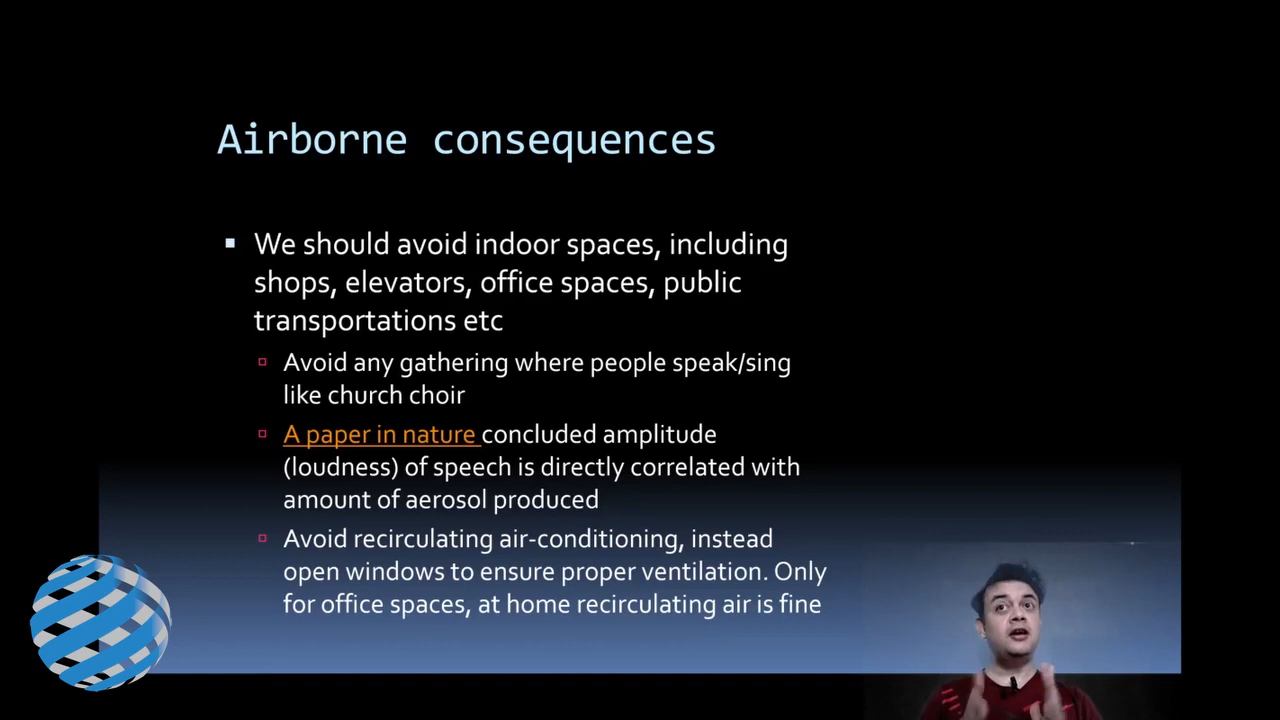 Airborne consequences
We should avoid indoor spaces, including
shops, elevators, office spaces, public
transportations etc
Avoid any gathering where people speak/sing
like church choir
A paper in nature concluded amplitude
(loudness) of speech is directly correlated with
amount of aerosol produced
Avoid recirculating air-conditioning, instead
open windows to ensure proper ventilation. Only
for office spaces, at home recirculating air is fine